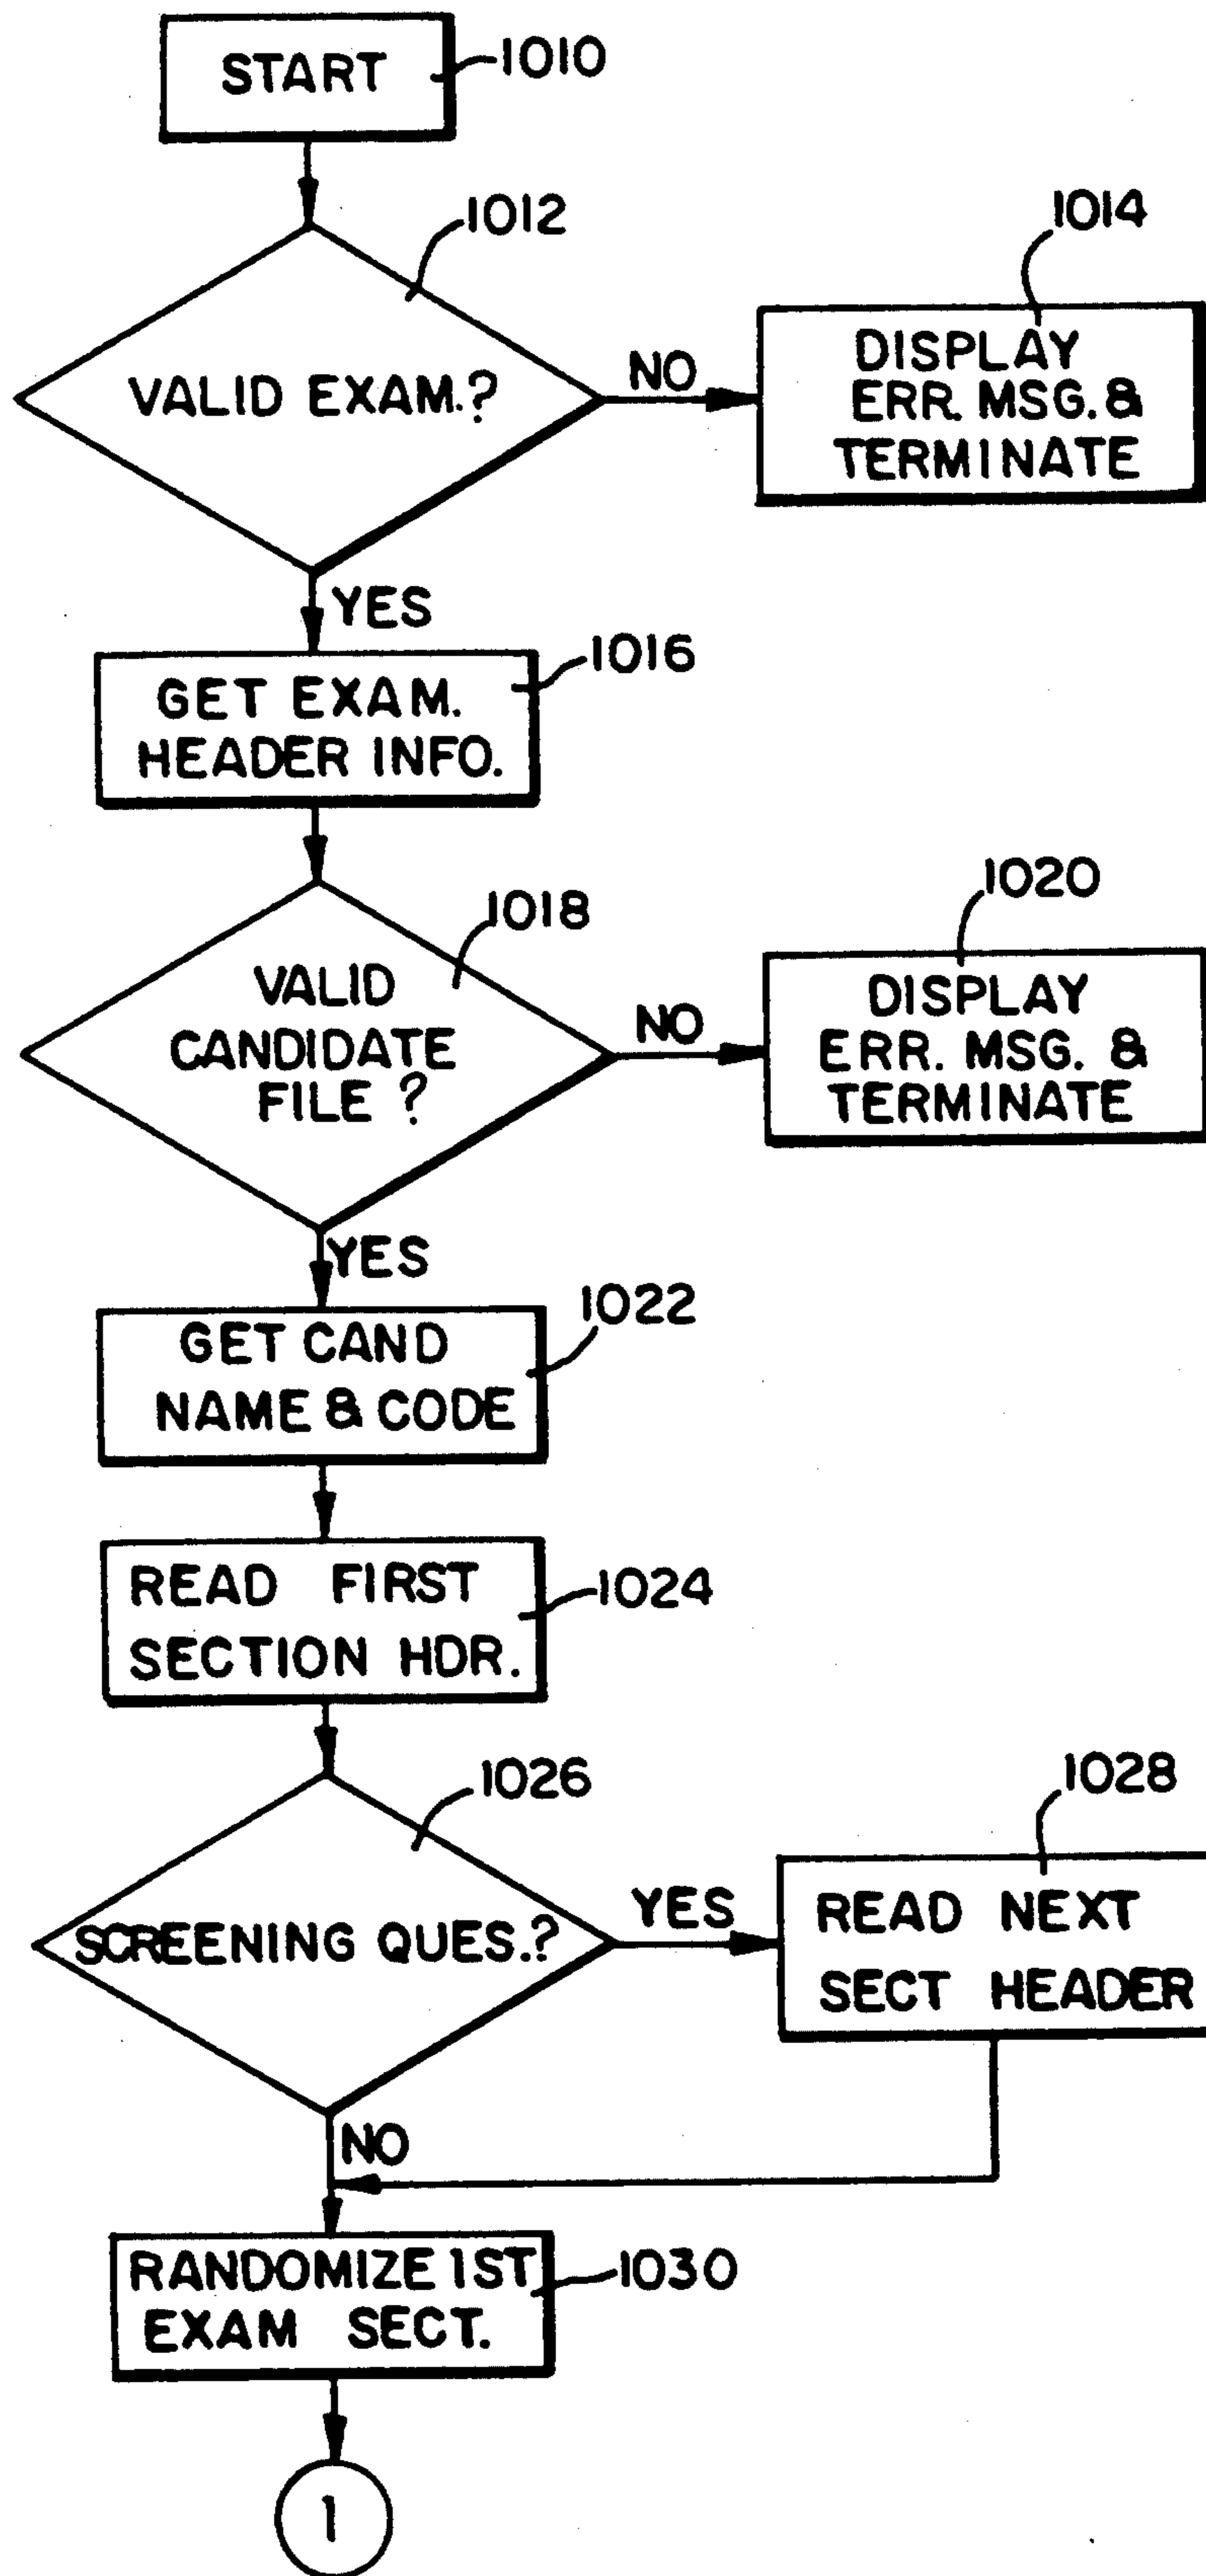 START
1010
1012
VALID EXAM.?
NO
1014
DISPLAY
ERR. MSG. &
TERMINATE
YES
1016
GET EXAM.
HEADER INFO.
1018
VALID
CANDIDATE
FILE ?
NO
1020
DISPLAY
ERR. MSG. &
TERMINATE
YES
1022
GET CAND
NAME & CODE
READ FIRST
SECTION HDR.
1024
1026
SCREENING QUES.?
YES
1028
READ NEXT
SECT HEADER
NO
RANDOMIZE 1ST
EXAM SECT.
1030
1